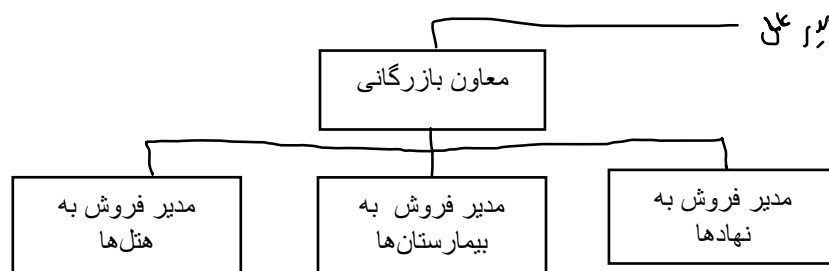 مدیر عامل
معاون بازرگانی
مدیر فروش به
نهادها
مدیر فروش به
بیمارستان‌ها
مدیر فروش به
هتل‌ها